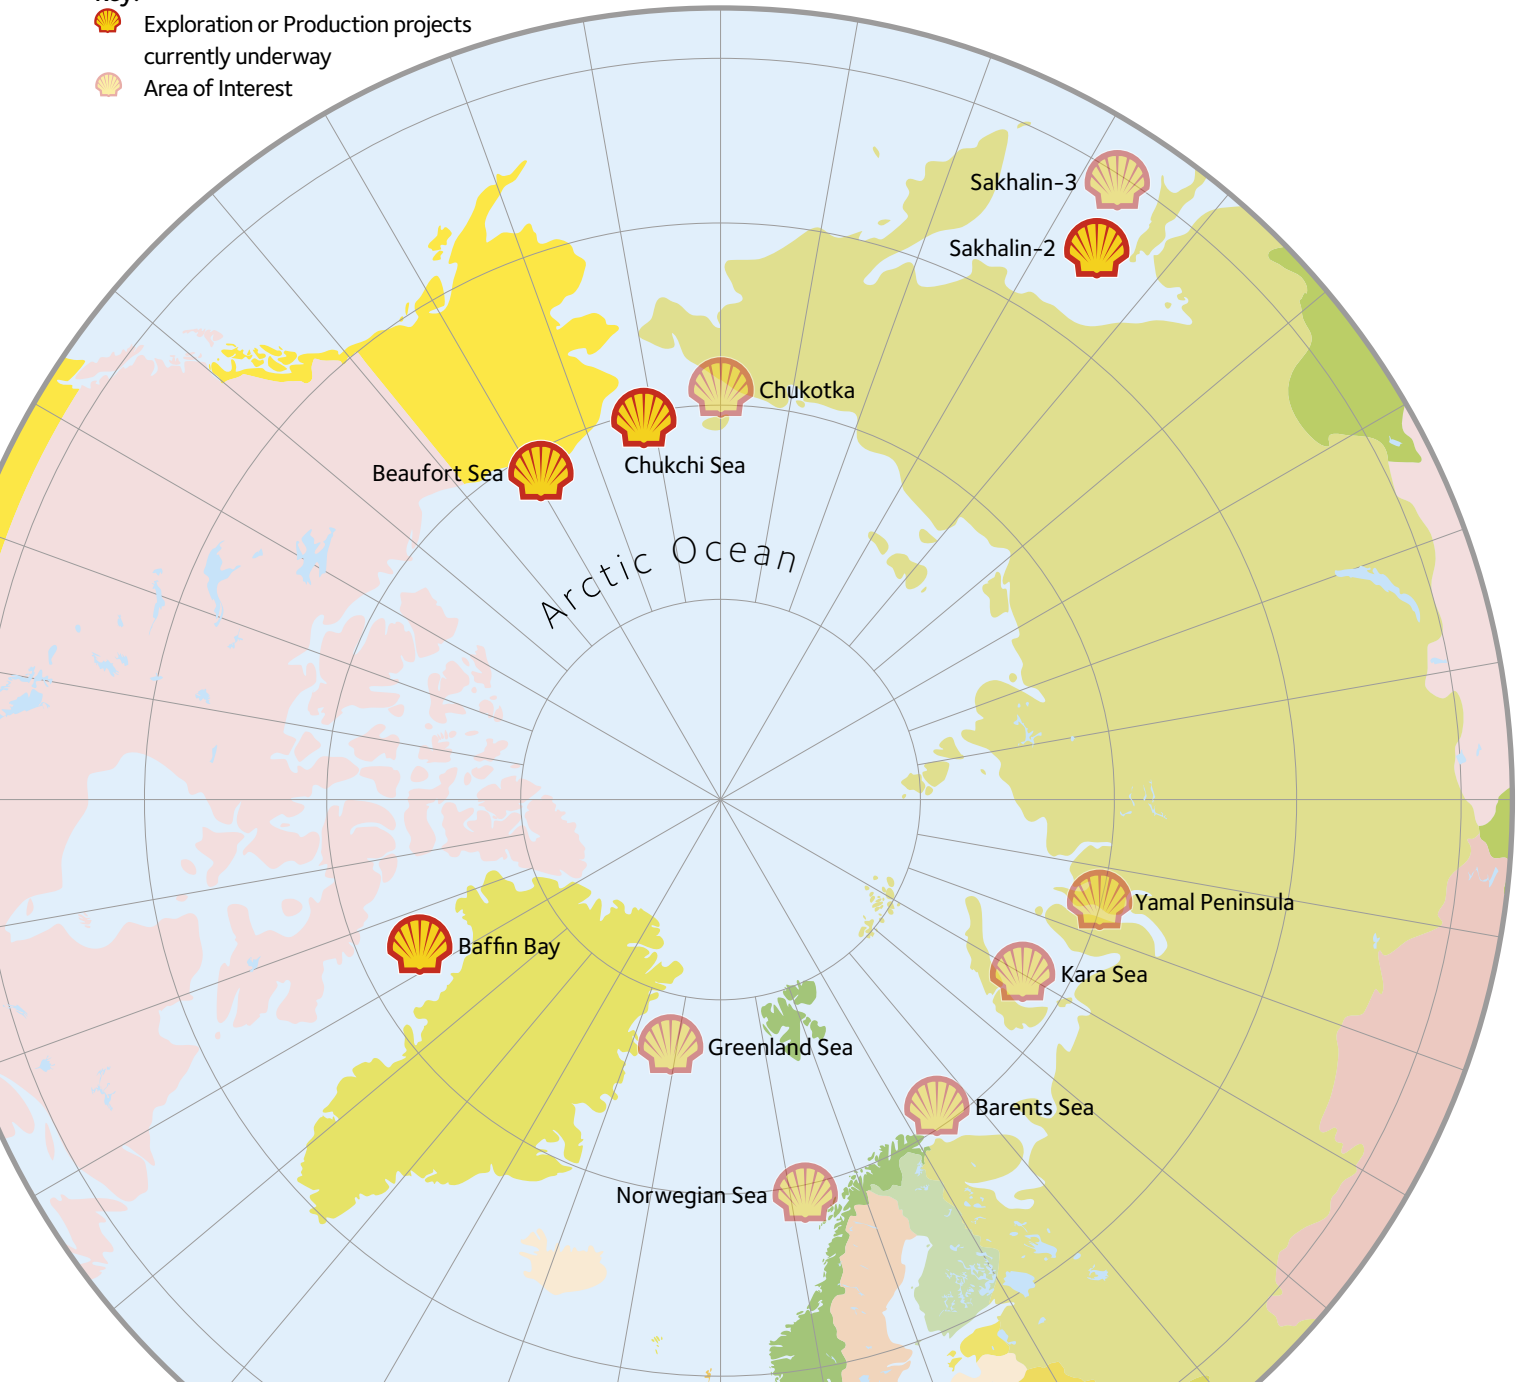 Key:
Exploration or Production projects
currently underway
Area of Interest
Sakhalin-3
Sakhalin-2
Chukotka
Beaufort Sea
Chukchi Sea
Arctic Ocean
Yamal Peninsula
Baffin Bay
Kara Sea
Greenland Sea
Barents Sea
Norwegian Sea